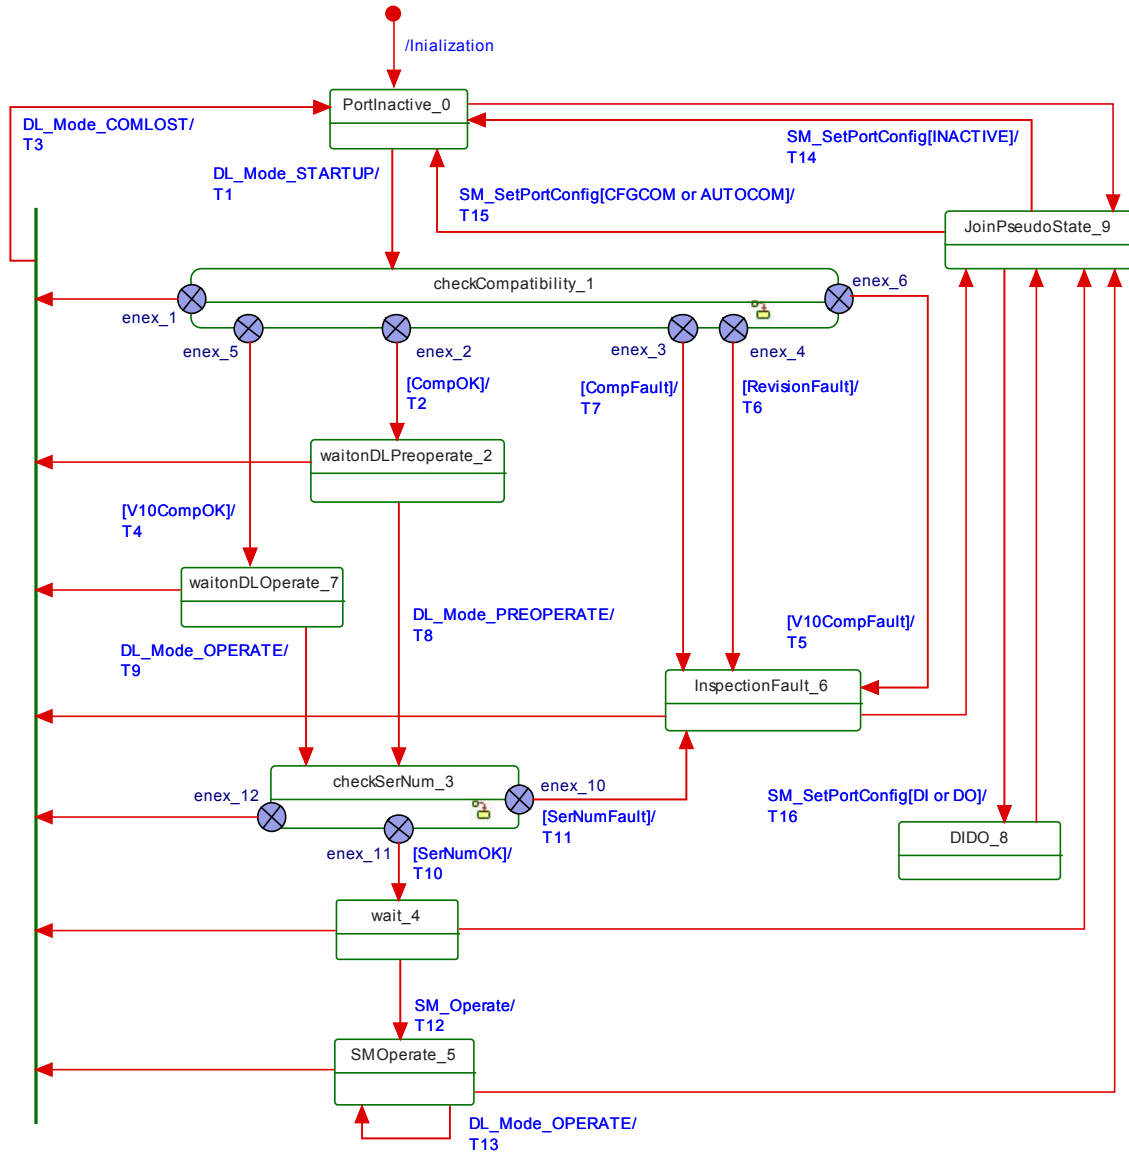 /Inialization
PortInactive_0
DL_Mode_COMLOST/
T3
SM_SetPortConfig[INACTIVE]/
T14
DL_Mode_STARTUP/
T1
SM_SetPortConfig[CFGCOM or AUTOCOM]/
T15
JoinPseudoState_9
checkCompatibility_1
enex_6
enex_1
enex_5
enex_2
enex_3
enex_4
[CompOK]/
T2
[CompFault]/
T7
[RevisionFault]/
T6
waitonDLPreoperate_2
[V10CompOK]/
T4
waitonDLOperate_7
DL_Mode_PREOPERATE/
T8
[V10CompFault]/
T5
DL_Mode_OPERATE/
T9
InspectionFault_6
checkSerNum_3
enex_12
enex_10
[SerNumFault]/
T11
SM_SetPortConfig[DI or DO]/
T16
DIDO_8
enex_11
[SerNumOK]/
T10
wait_4
SM_Operate/
T12
SMOperate_5
DL_Mode_OPERATE/
T13